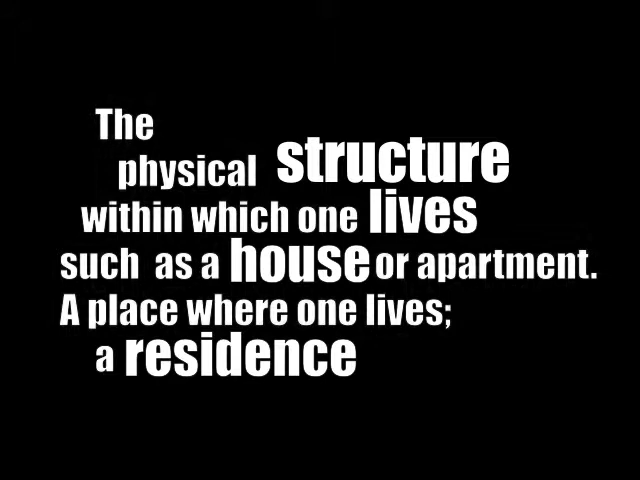 The
physical structure
within which one lives
such as a house or apartment.
A place where one lives;
a residence